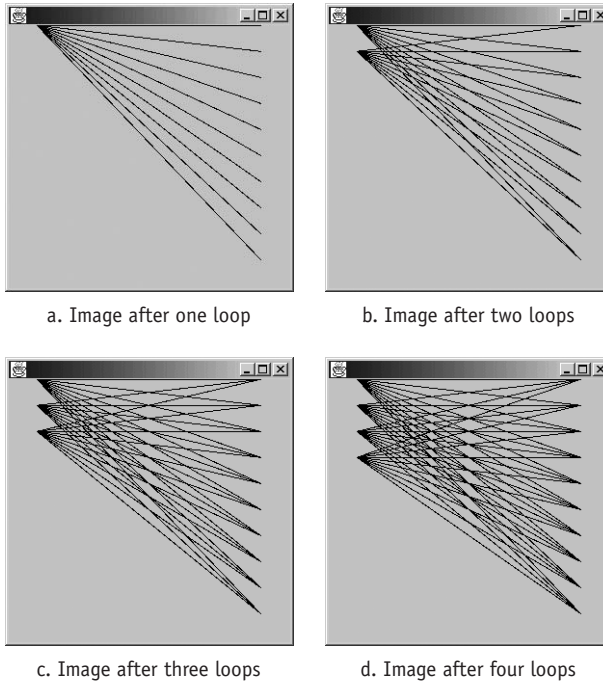 a. Image after one loop
b. Image after two loops
c. Image after three loops
d. Image after four loops